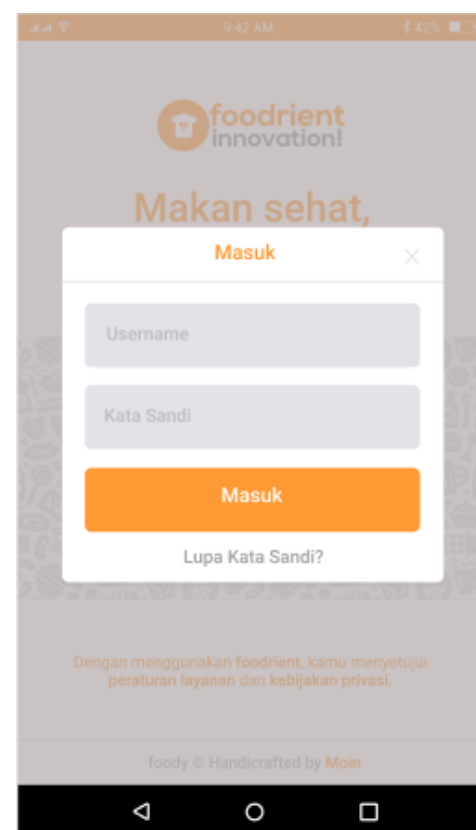 9:42 AM
42%
foodrient
innovation!
Makan sehat,
Masuk
Username
Kata Sandi
Masuk
Lupa Kata Sandi?
Dengan menggunakan foodrient, kamu menyetujui
peraturan layanan dan kebijakan privasi.
foody © Handicrafted by Moin